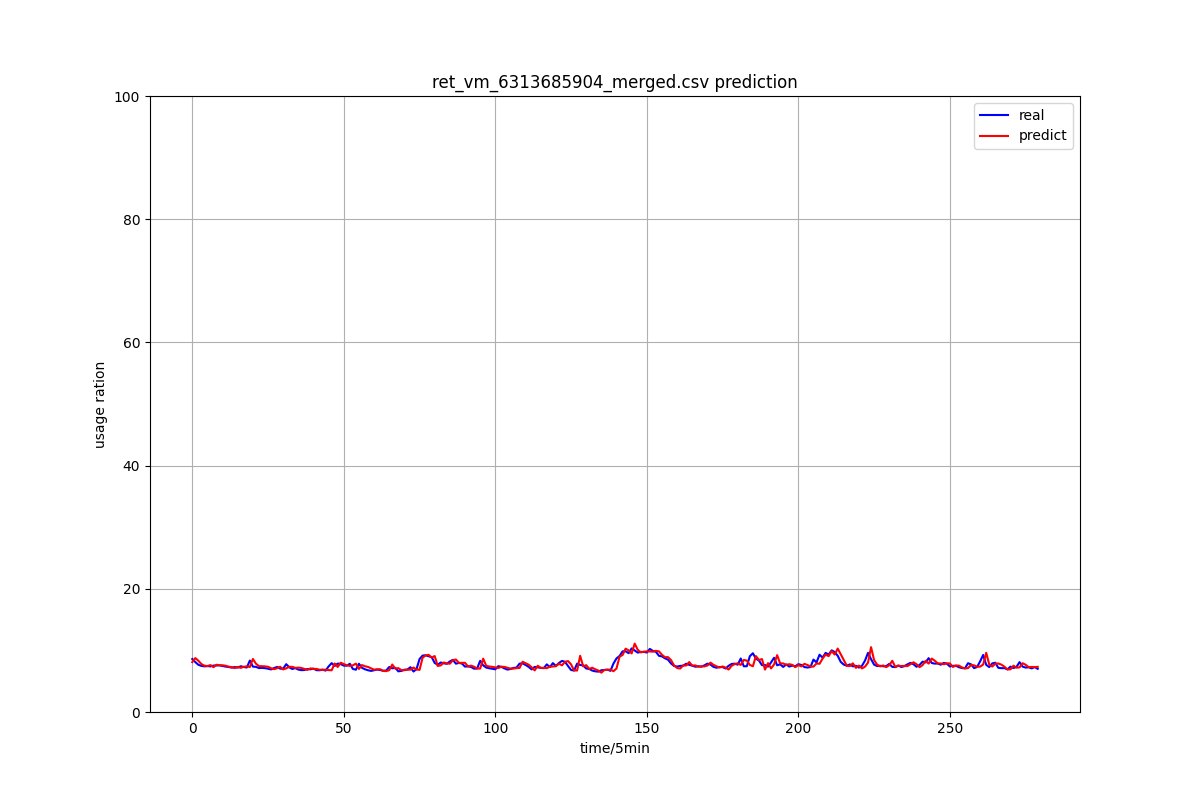 ret_vm_6313685904_merged.csv prediction
100
80
60
40
20
0
usage ration
real
predict
0 50 100 150 200 250
time/5min